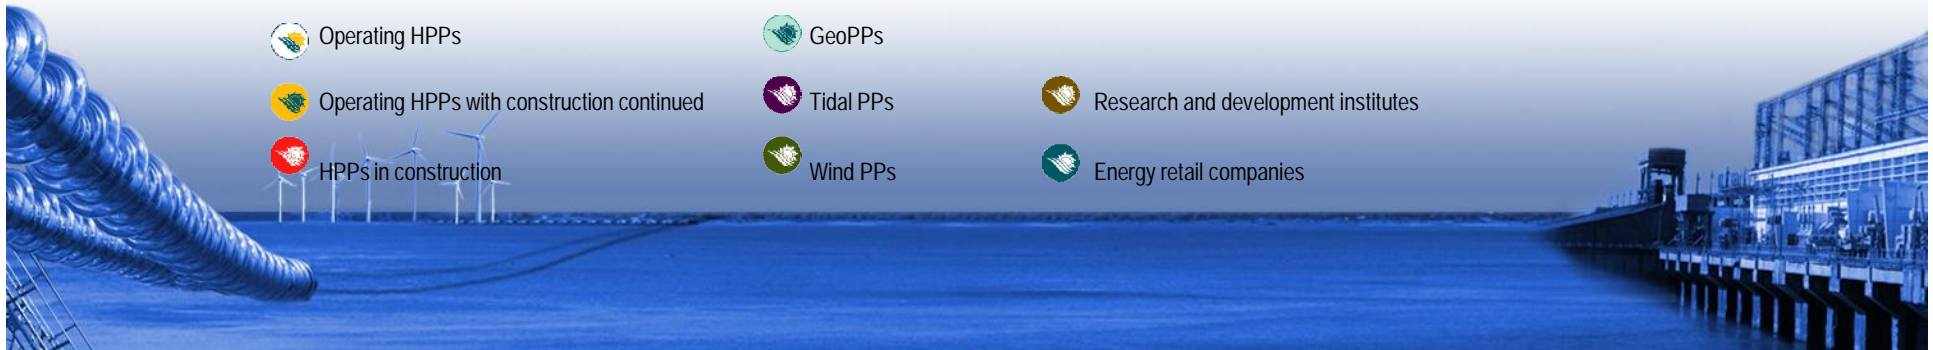 Operating HPPs
Operating HPPs with construction continued
HPPs in construction
GeoPPs
Tidal PPs
Wind PPs
Research and development institutes
Energy retail companies